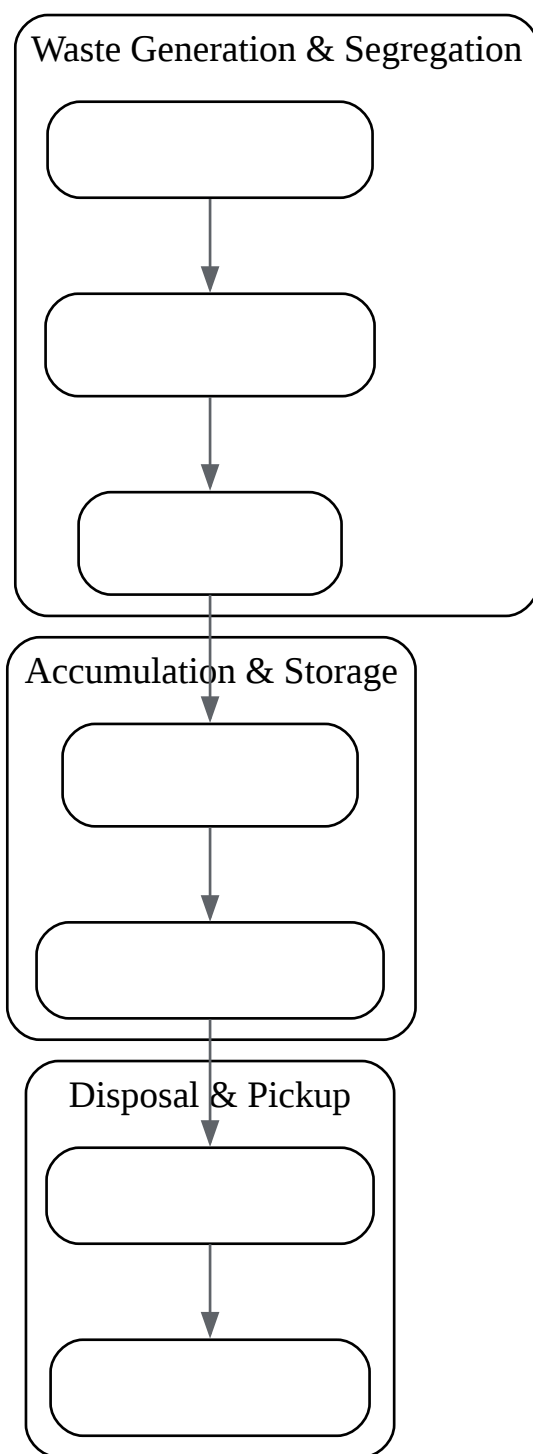 Waste Generation & Segregation
Accumulation & Storage
Disposal & Pickup